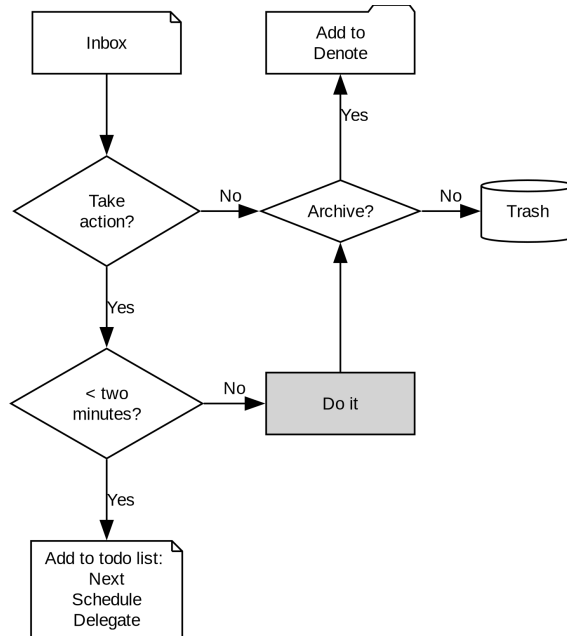 Inbox
Add to
Denote
Yes
Take
action?
No
Archive?
No
Trash
Yes
< two
minutes?
No
Do it
Yes
Add to todo list:
Next
Schedule
Delegate